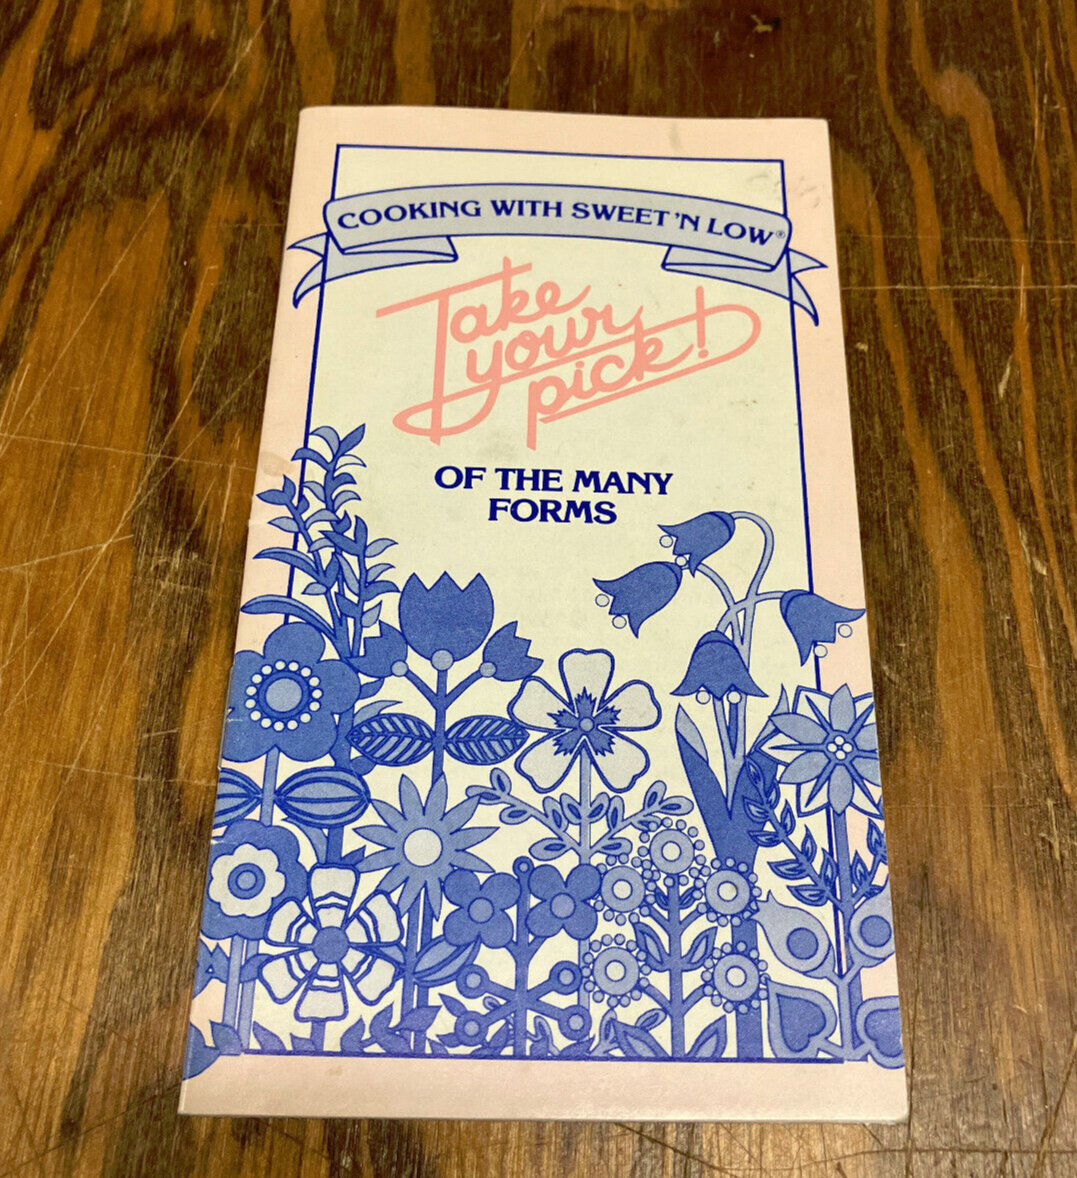 COOKING WITH SWEET 'N LOW®
Take
your
pick!
OF THE MANY
FORMS